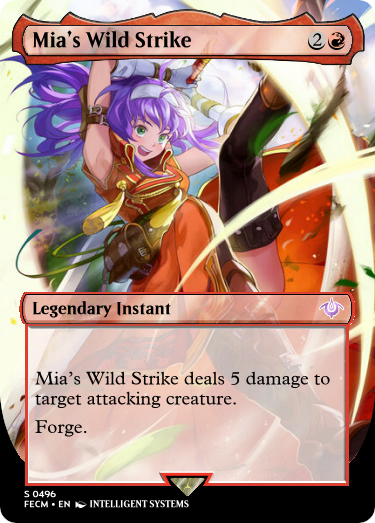 Mia's Wild Strike 2
Legendary Instant
Mia's Wild Strike deals 5 damage to
target attacking creature.
Forge.
S 0496
FECM • EN INTELLIGENT SYSTEMS